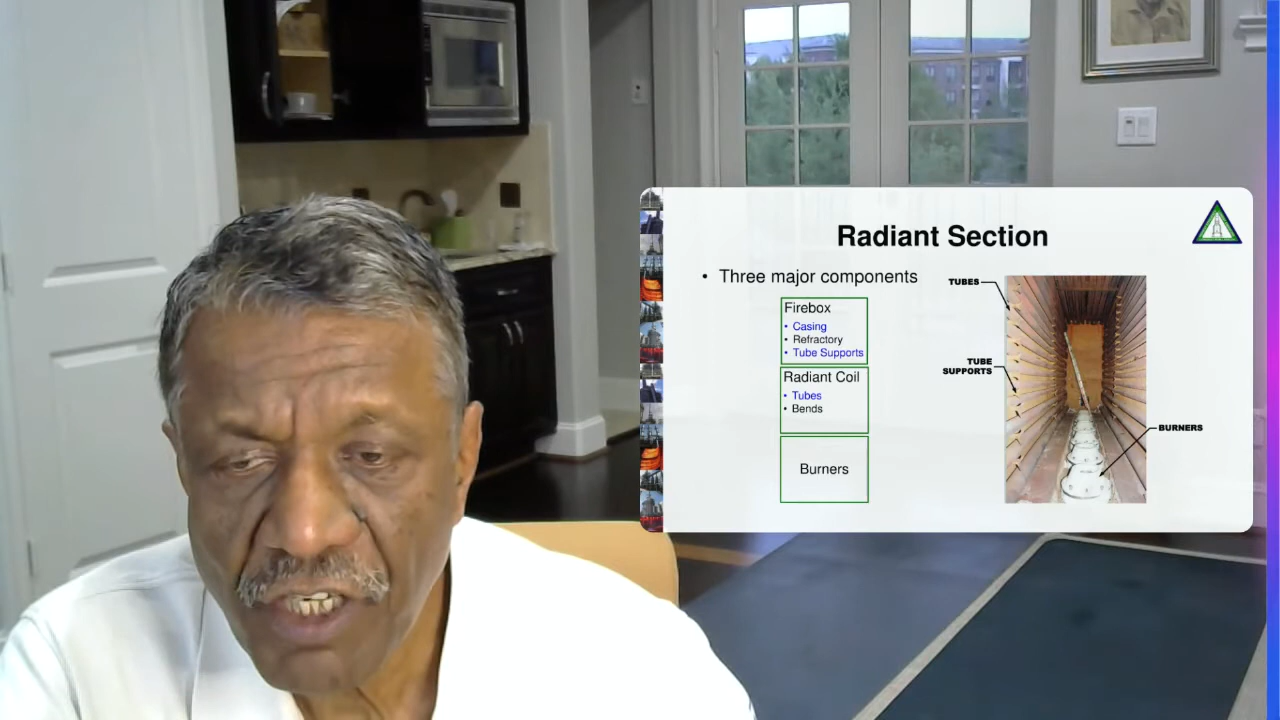 Radiant Section
• Three major components
Firebox
• Casing
• Refractory
• Tube Supports
Radiant Coil
• Tubes
• Bends
Burners
TUBES
TUBE
SUPPORTS
BURNERS